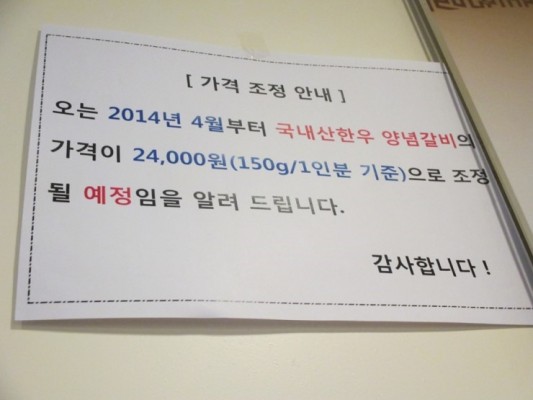 [ 가격 조정 안내 ]
오는 2014년 4월부터 국내산한우 양념갈비의
가격이 24,000원(150g/1인분 기준)으로 조정
될 예정임을 알려 드립니다.
감사합니다!